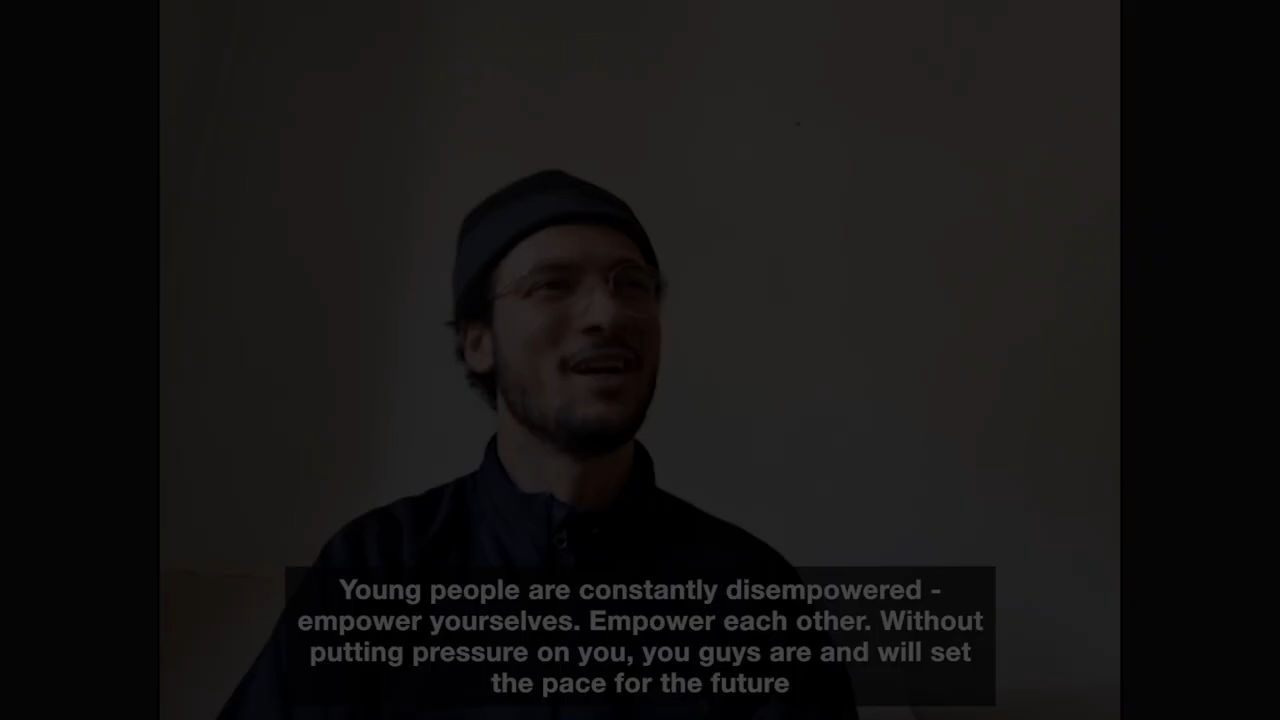 Young people are constantly disempowered -
empower yourselves. Empower each other. Without
putting pressure on you, you guys are and will set
the pace for the future